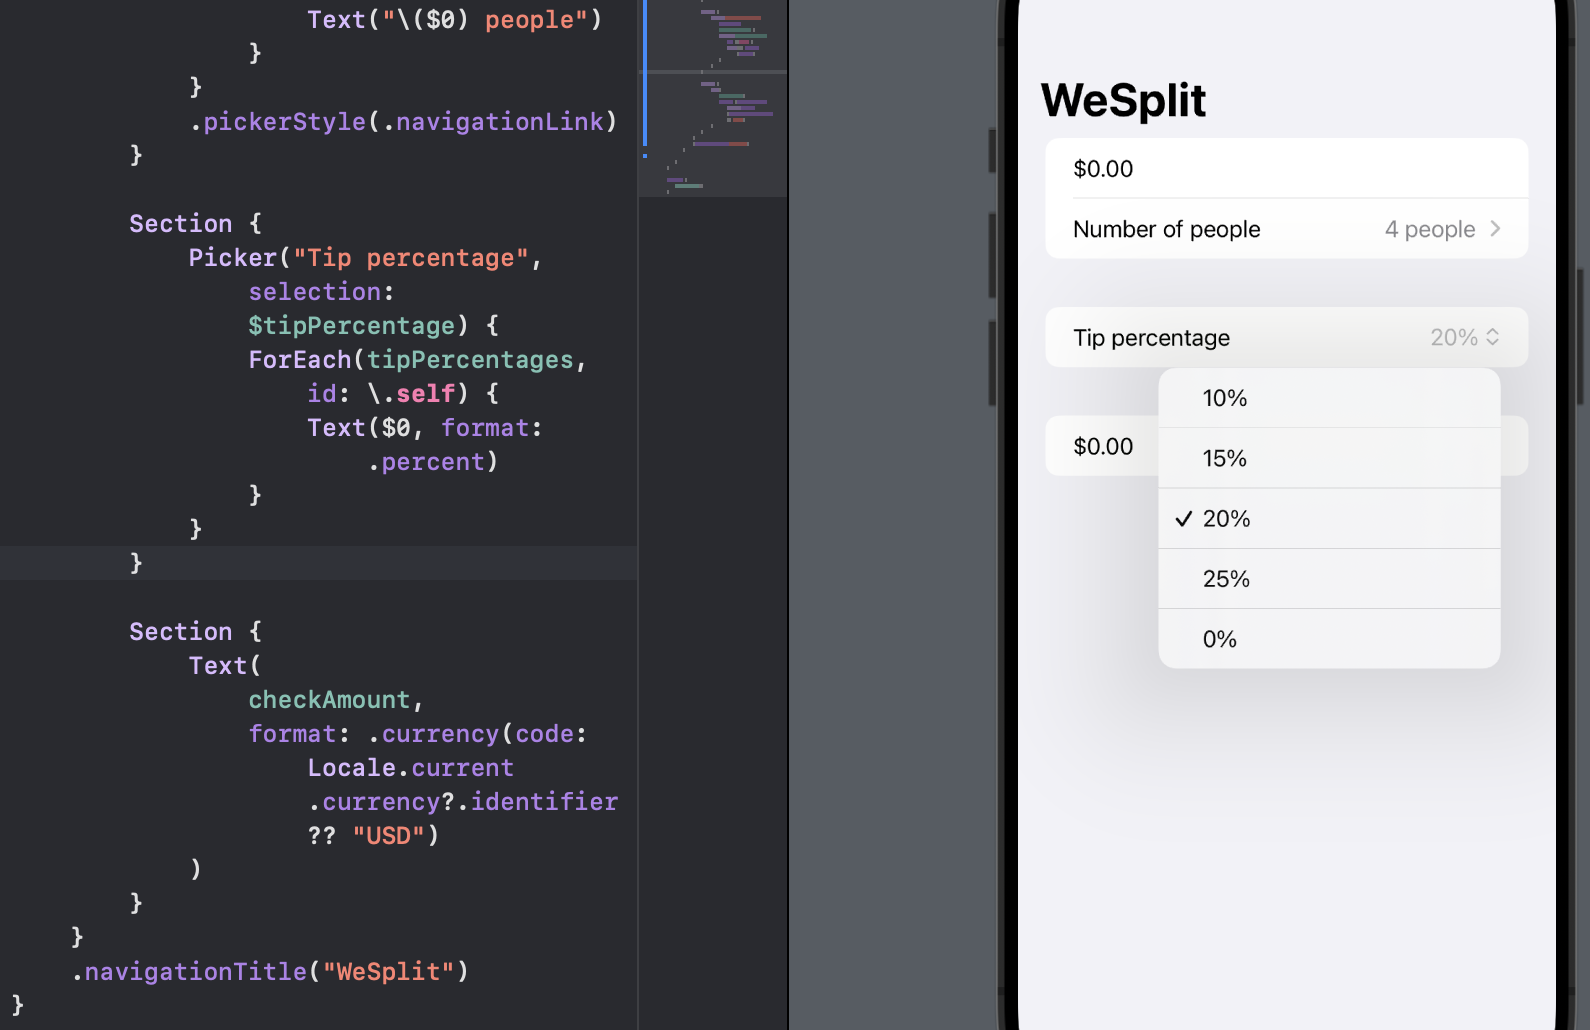 Text("\($0) people")
}
}
.pickerStyle(.navigationLink)
}
Section {
Picker("Tip percentage",
selection:
$tipPercentage) {
ForEach(tipPercentages,
id: \.self) {
Text($0, format:
.percent)
}
}
}
Section {
Text(
checkAmount,
format: .currency(code:
Locale.current
.currency?.identifier
?? "USD")
)
}
}
.navigationTitle("WeSplit")
}
WeSplit
$0.00
Number of people 4 people
Tip percentage 20%
10%
$0.00
15%
20%
25%
0%